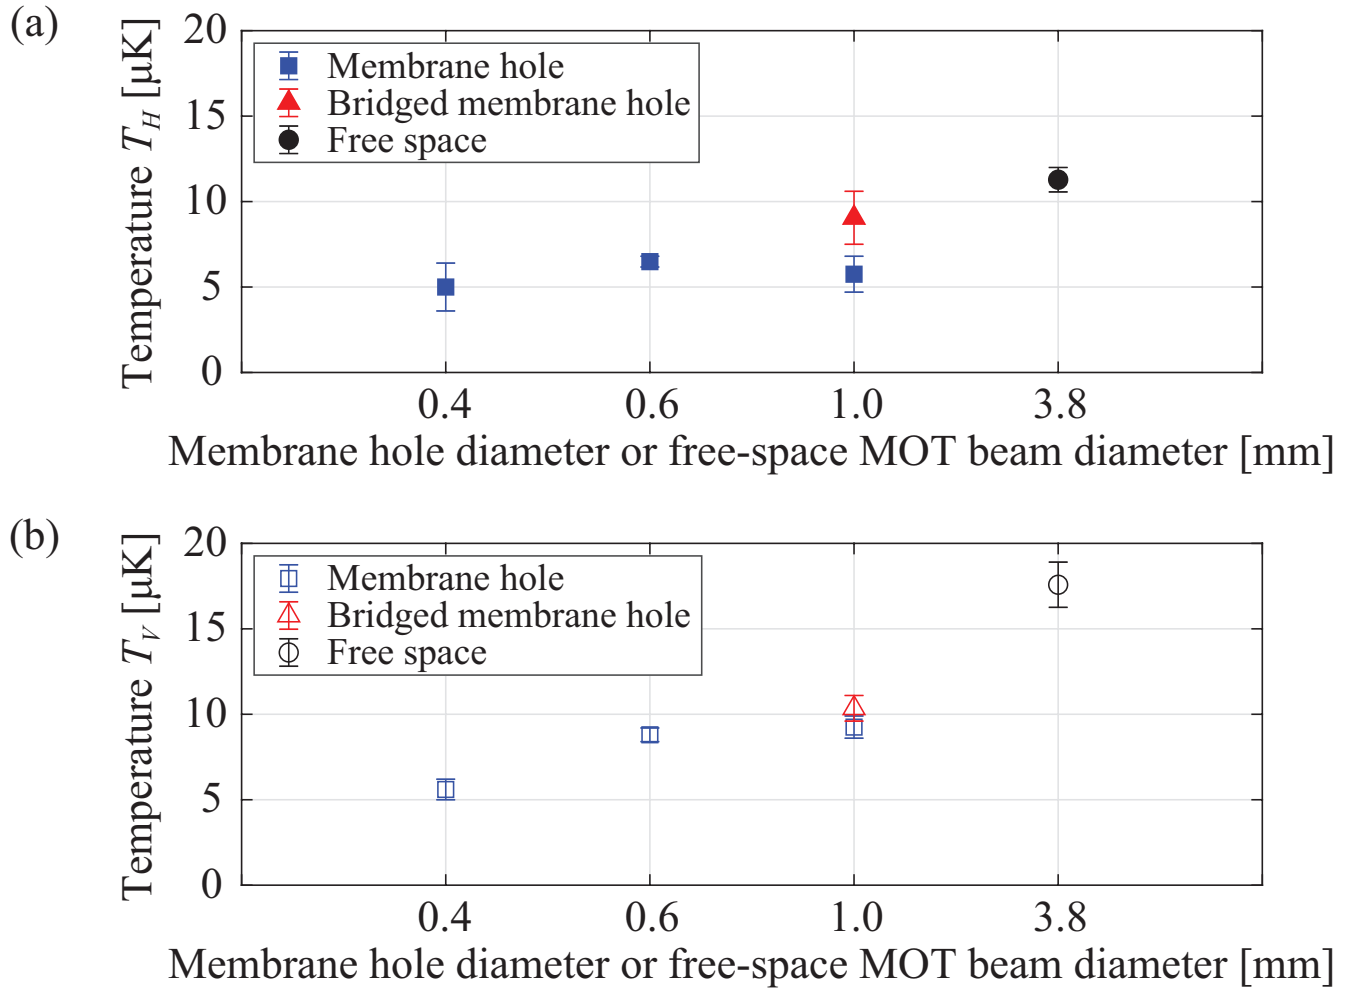 (a)
20
15
10
5
0
Temperature T_H [µK]
Membrane hole
Bridged membrane hole
Free space
0.4 0.6 1.0 3.8
Membrane hole diameter or free-space MOT beam diameter [mm]
(b)
20
15
10
5
0
Temperature T_V [µK]
Membrane hole
Bridged membrane hole
Free space
0.4 0.6 1.0 3.8
Membrane hole diameter or free-space MOT beam diameter [mm]